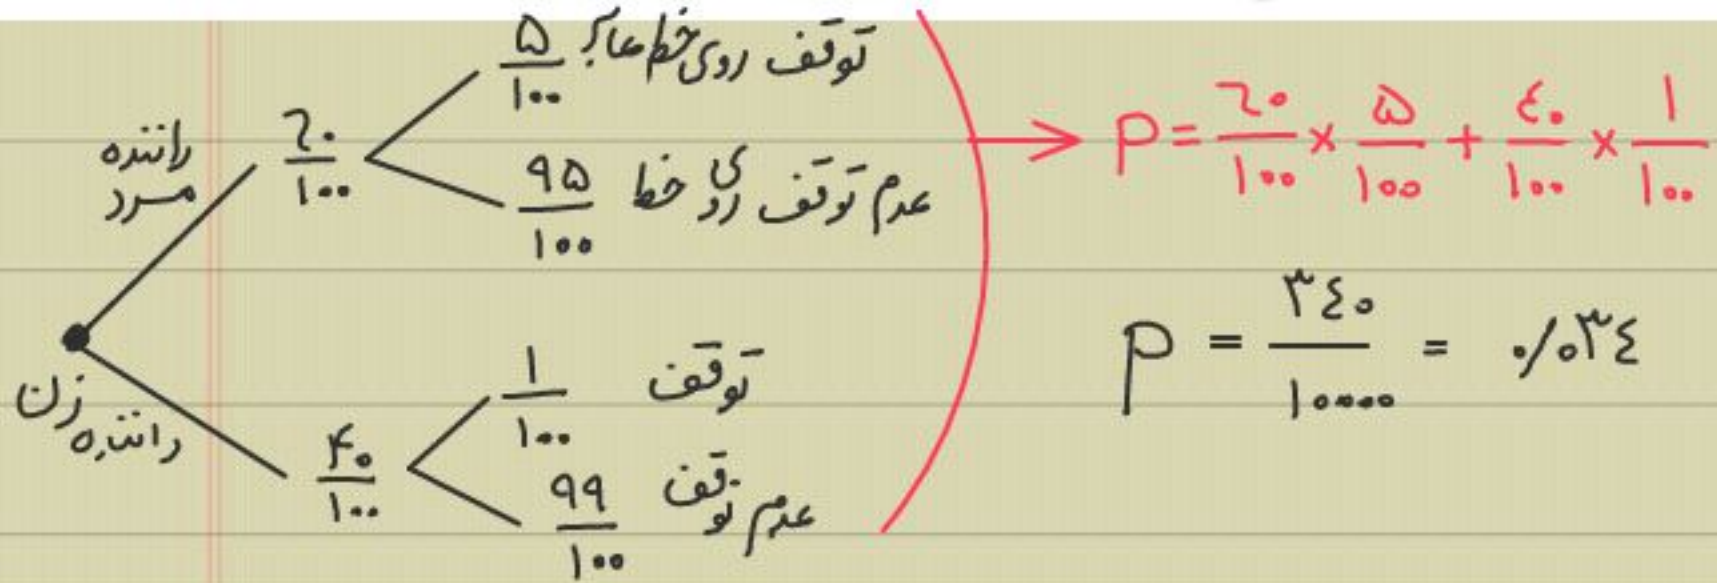 ۵/۱۰۰ توقف روی خط عابر
راننده مرد ۶۰/۱۰۰
۹۵/۱۰۰ عدم توقف روی خط
P = ۶۰/۱۰۰ × ۵/۱۰۰ + ۴۰/۱۰۰ × ۱/۱۰۰
P = ۳۴۰/۱۰۰۰۰ = ۰/۰۳۴
راننده زن ۴۰/۱۰۰
۱/۱۰۰ توقف
۹۹/۱۰۰ عدم توقف